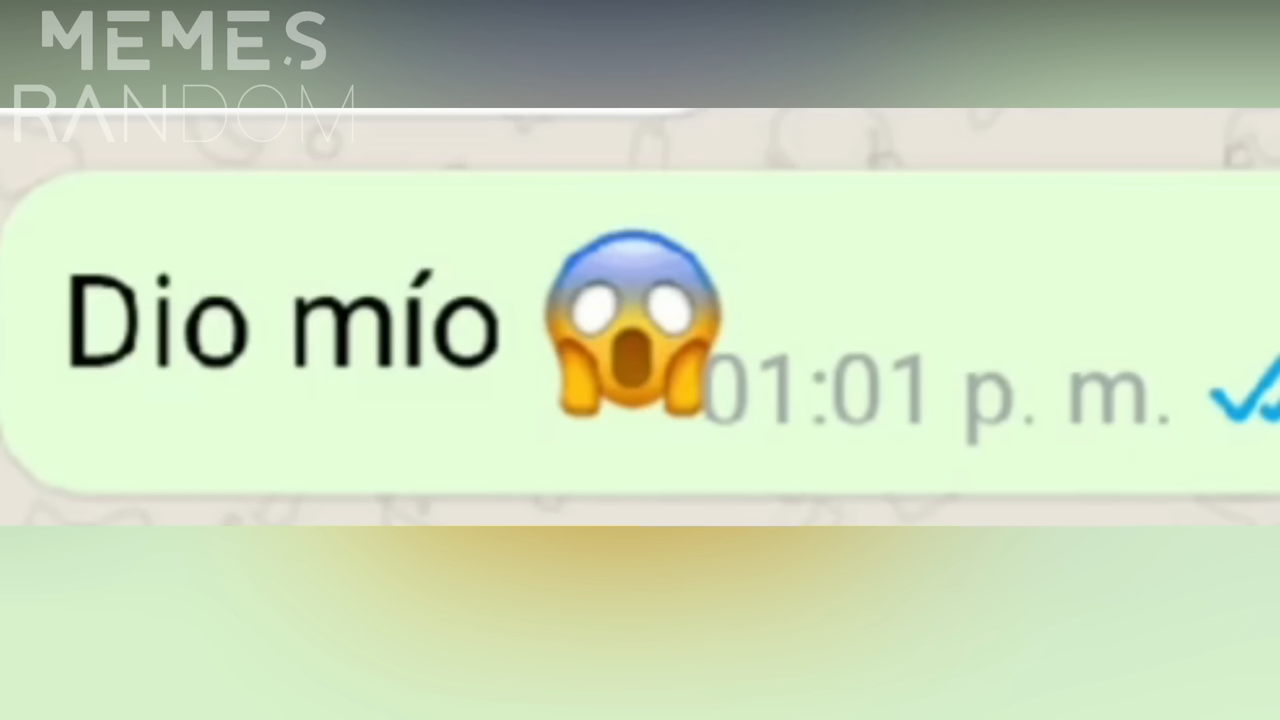 MEMES
RANDOM
Dio mío 😱
01:01 p. m.